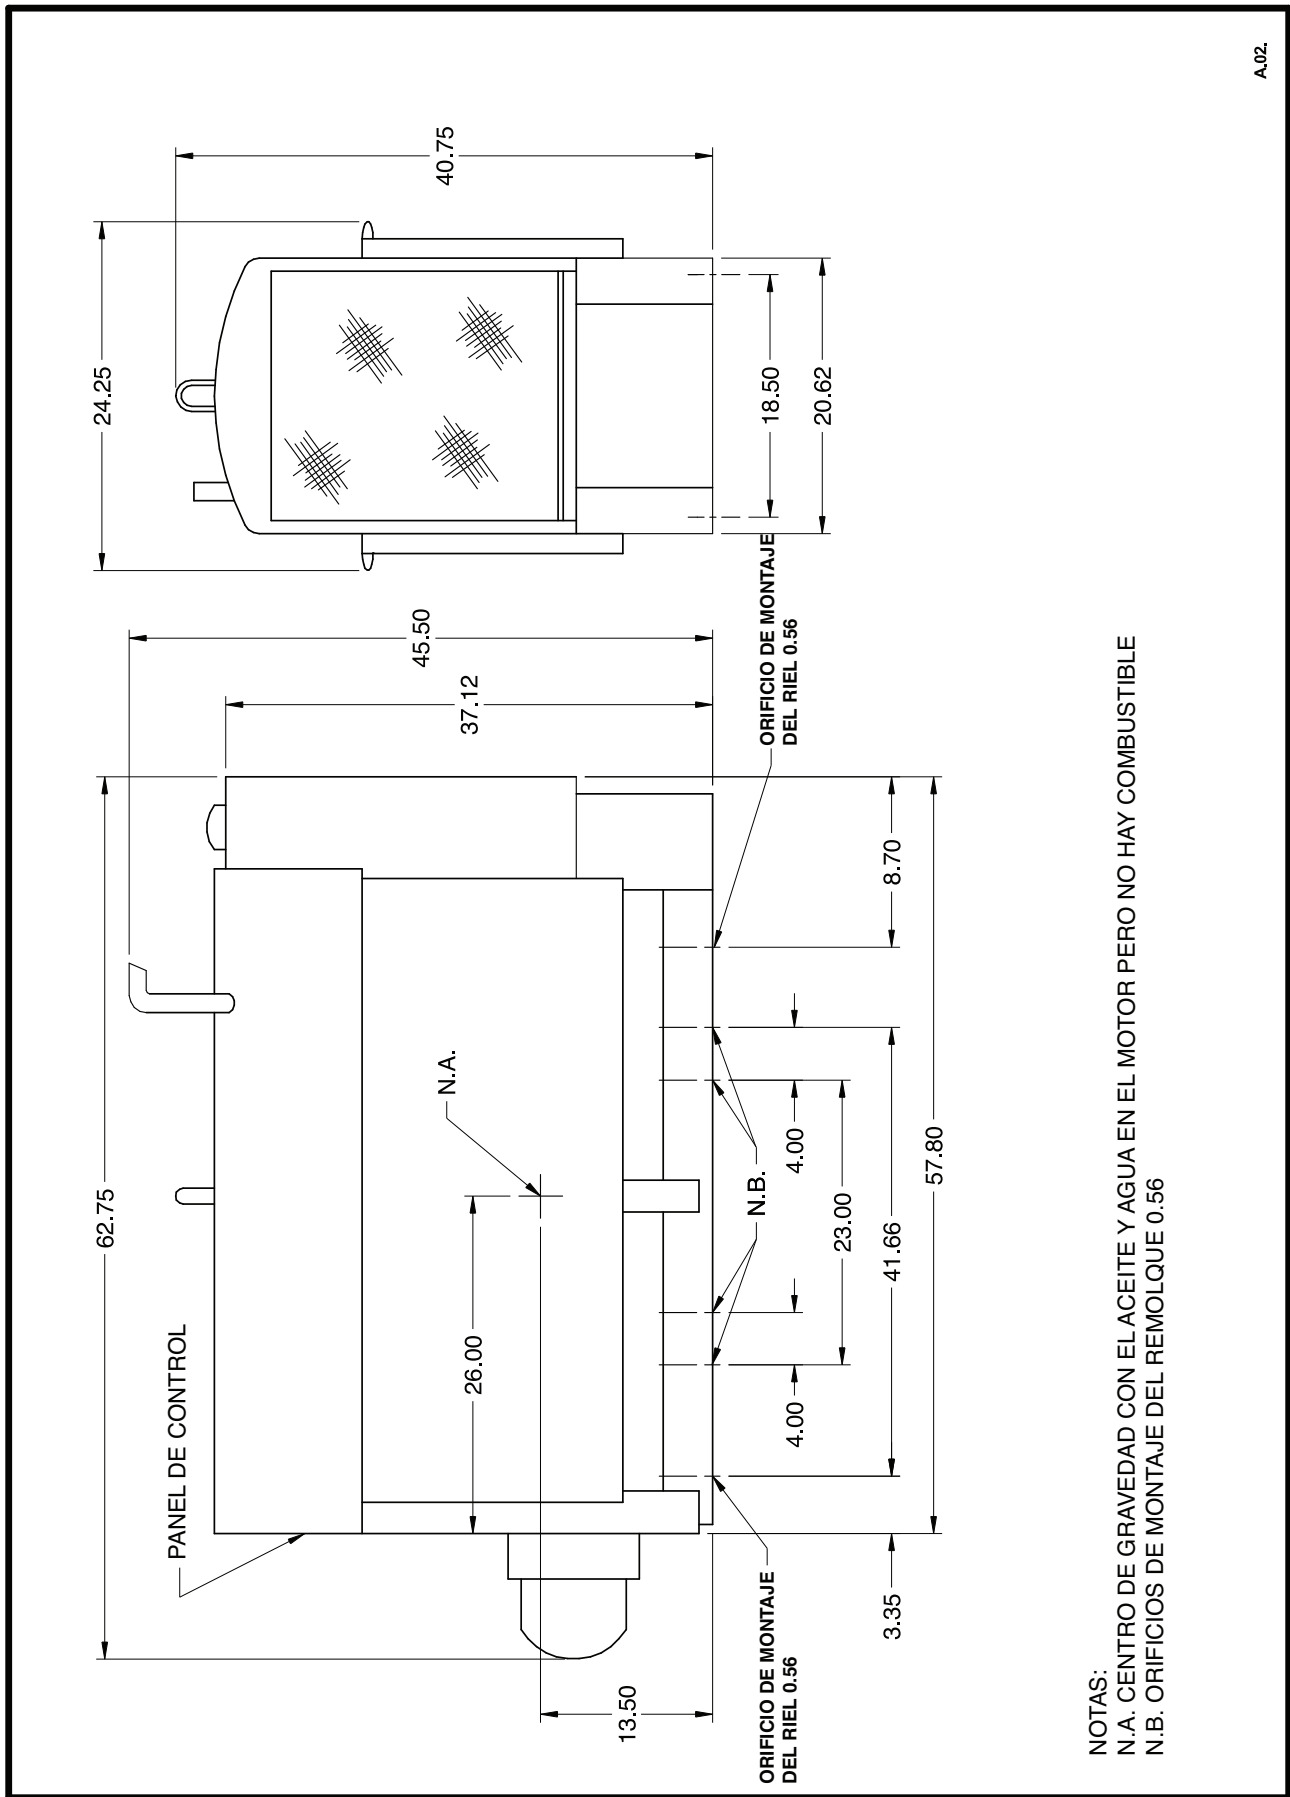 24.25
40.75
18.50
20.62
ORIFICIO DE MONTAJE
DEL RIEL 0.56
62.75
45.50
37.12
PANEL DE CONTROL
N.A.
26.00
13.50
N.B.
4.00
4.00
23.00
8.70
41.66
3.35
57.80
ORIFICIO DE MONTAJE
DEL RIEL 0.56
NOTAS:
N.A. CENTRO DE GRAVEDAD CON EL ACEITE Y AGUA EN EL MOTOR PERO NO HAY COMBUSTIBLE
N.B. ORIFICIOS DE MONTAJE DEL REMOLQUE 0.56
A.02.